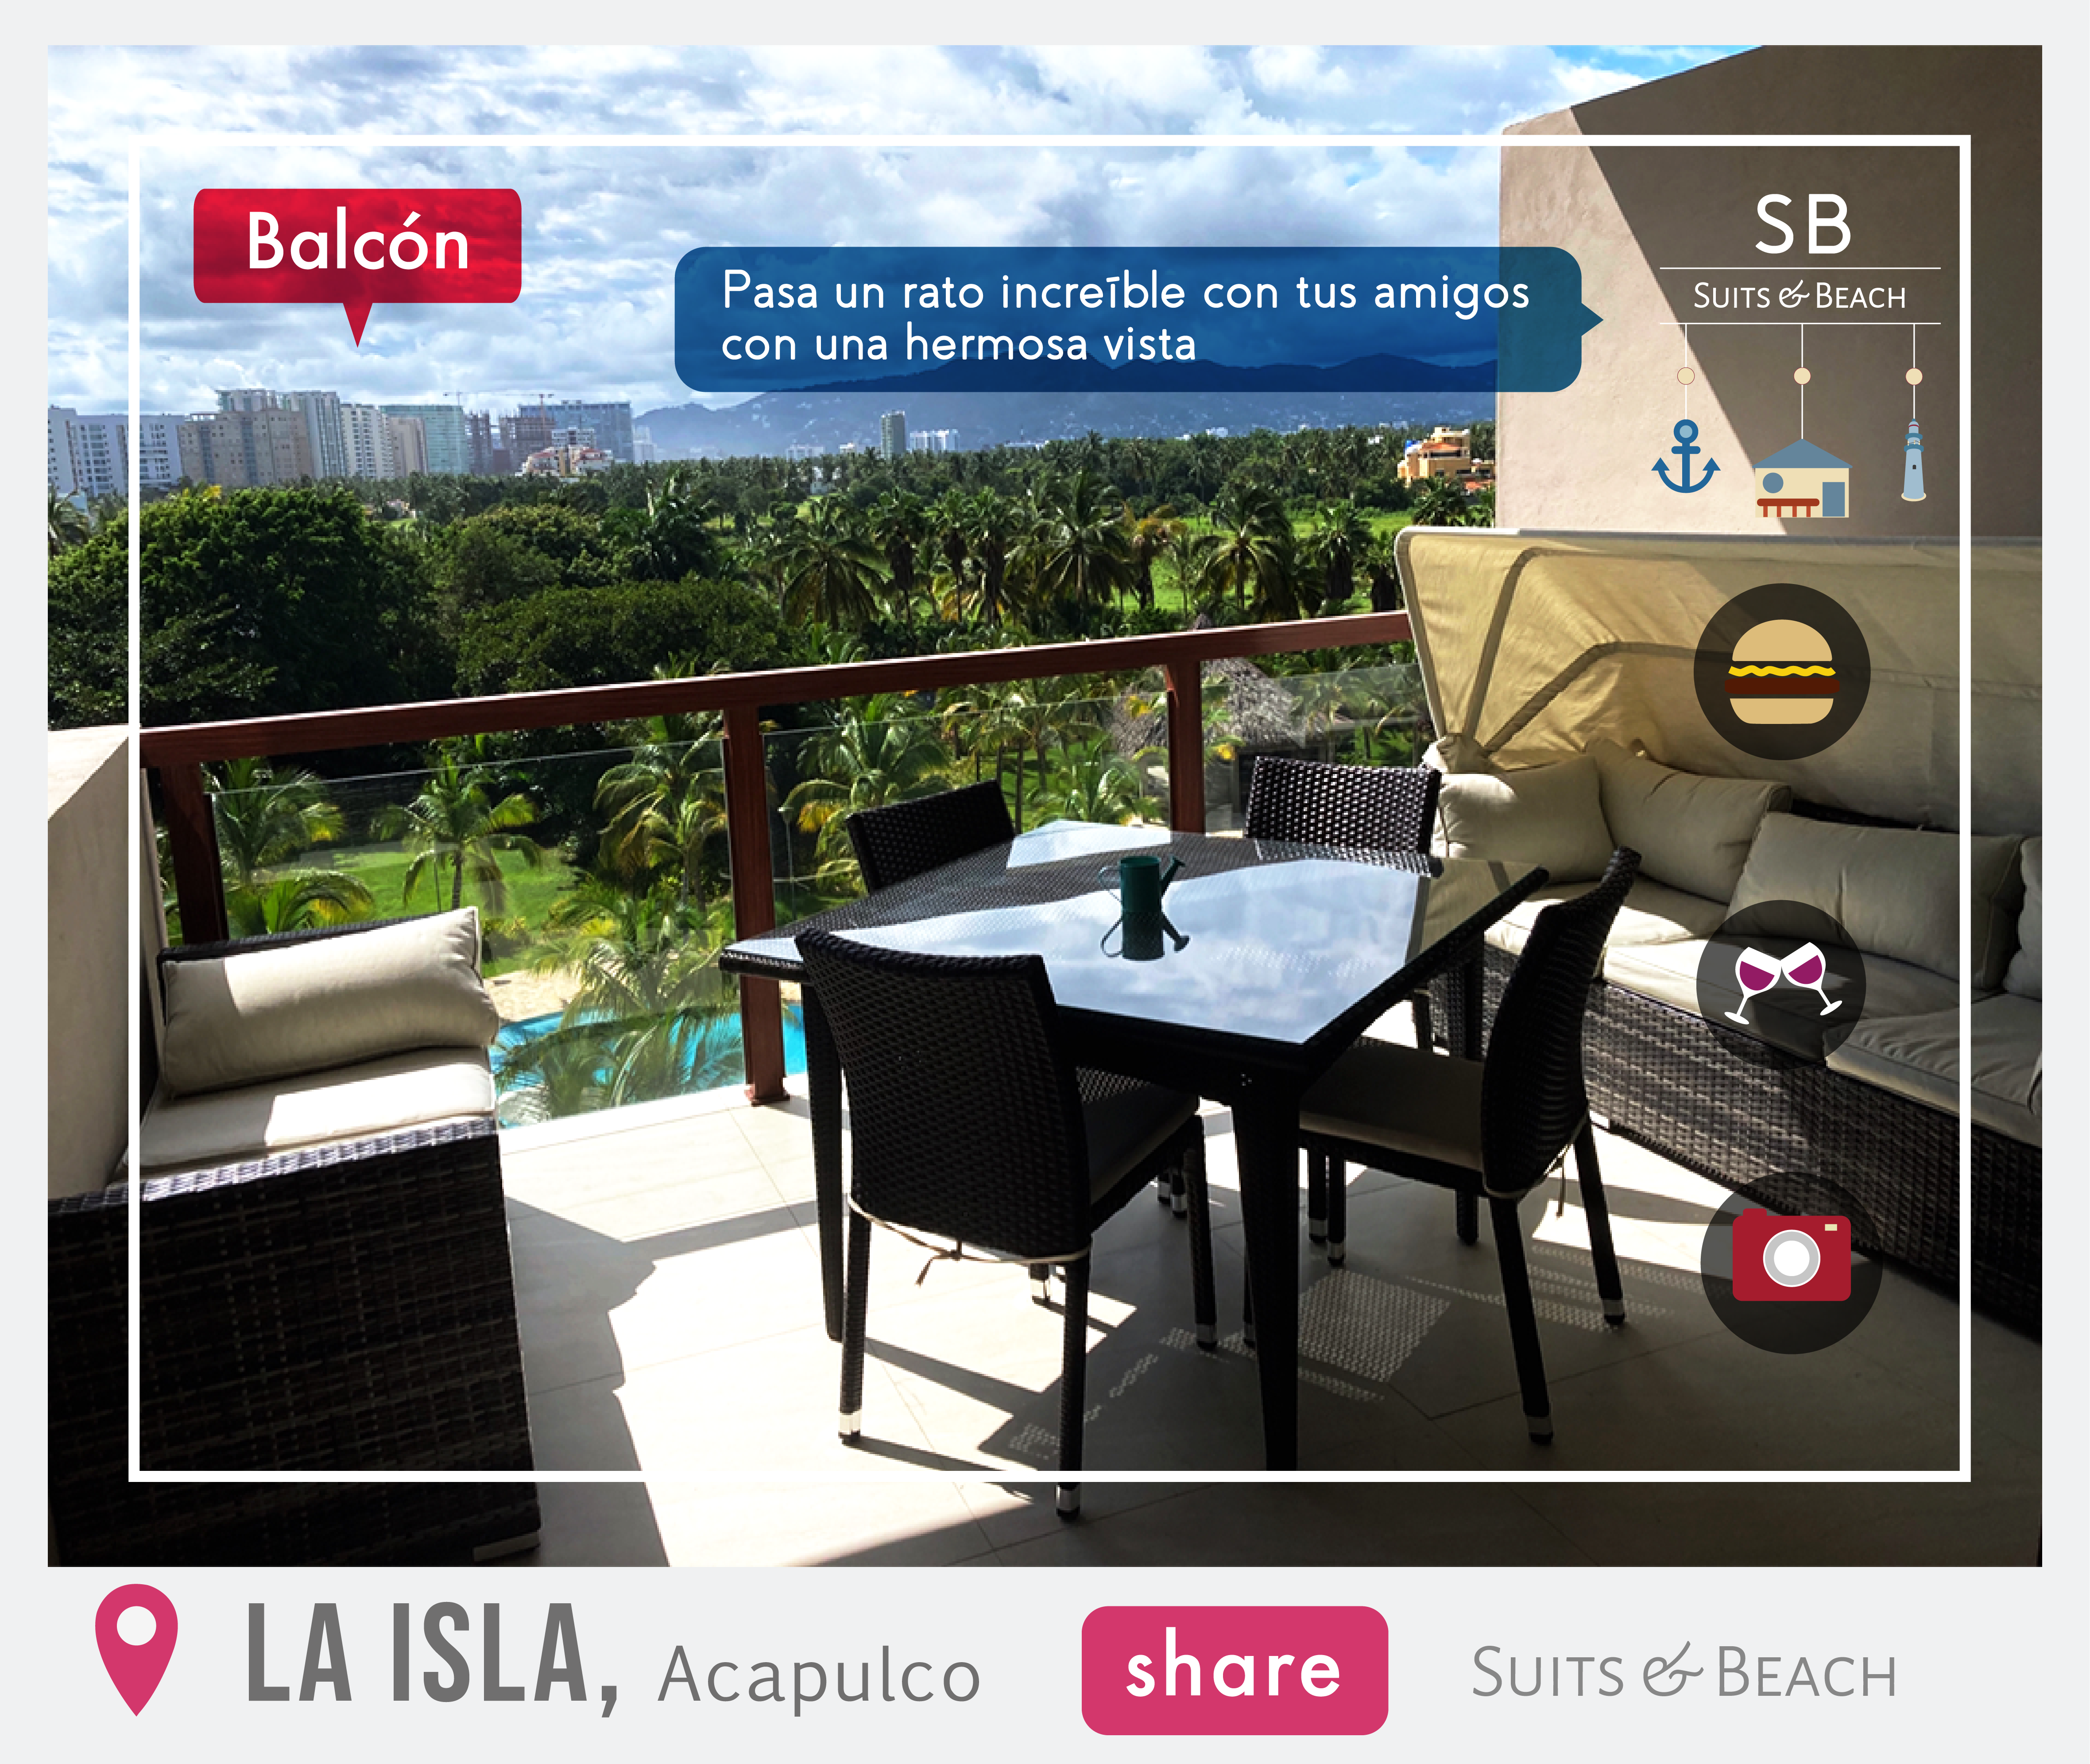 Balcón
SB
SUITS & BEACH
Pasa un rato increíble con tus amigos
con una hermosa vista
LA ISLA, Acapulco
share
SUITS & BEACH